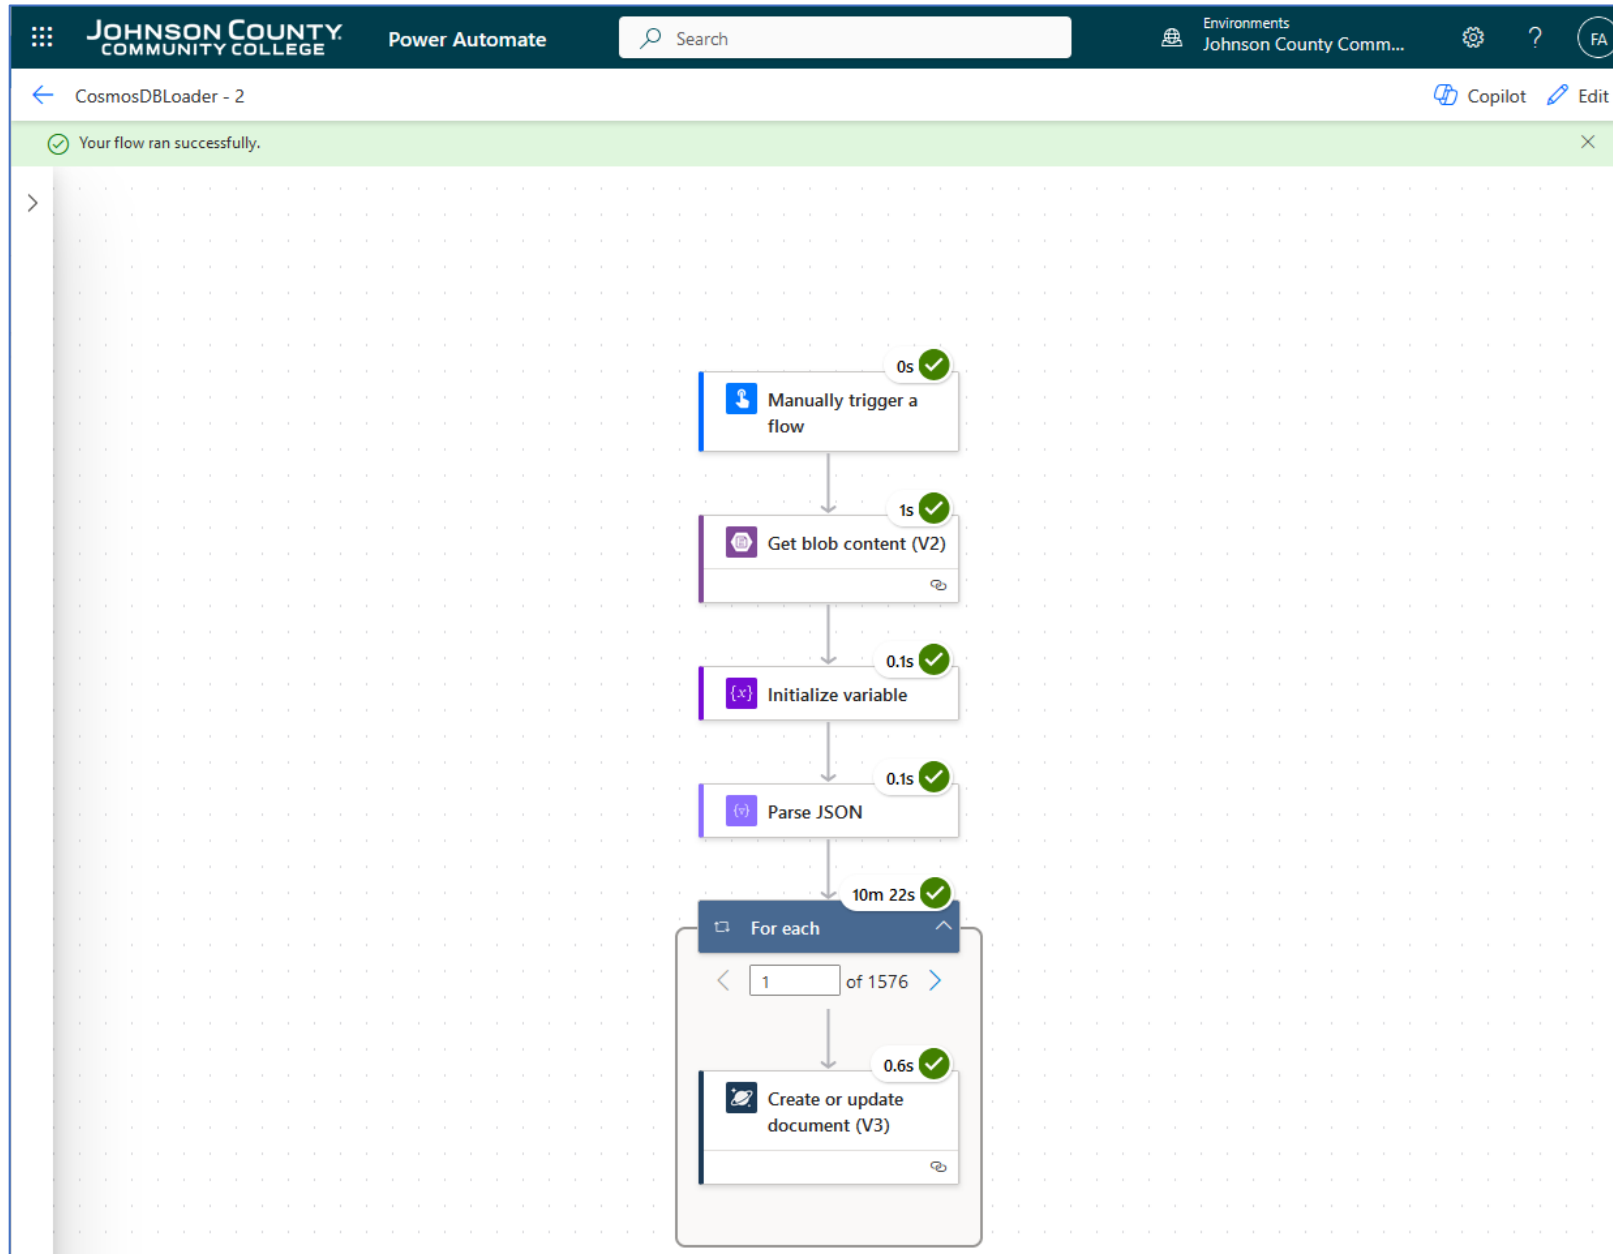 JOHNSON COUNTY
COMMUNITY COLLEGE
Power Automate
Search
Environments
Johnson County Comm...
?
FA
CosmosDBLoader - 2
Copilot
Edit
Your flow ran successfully.
0s
Manually trigger a
flow
1s
Get blob content (V2)
0.1s
{x}
Initialize variable
0.1s
Parse JSON
10m 22s
For each
1 of 1576
0.6s
Create or update
document (V3)